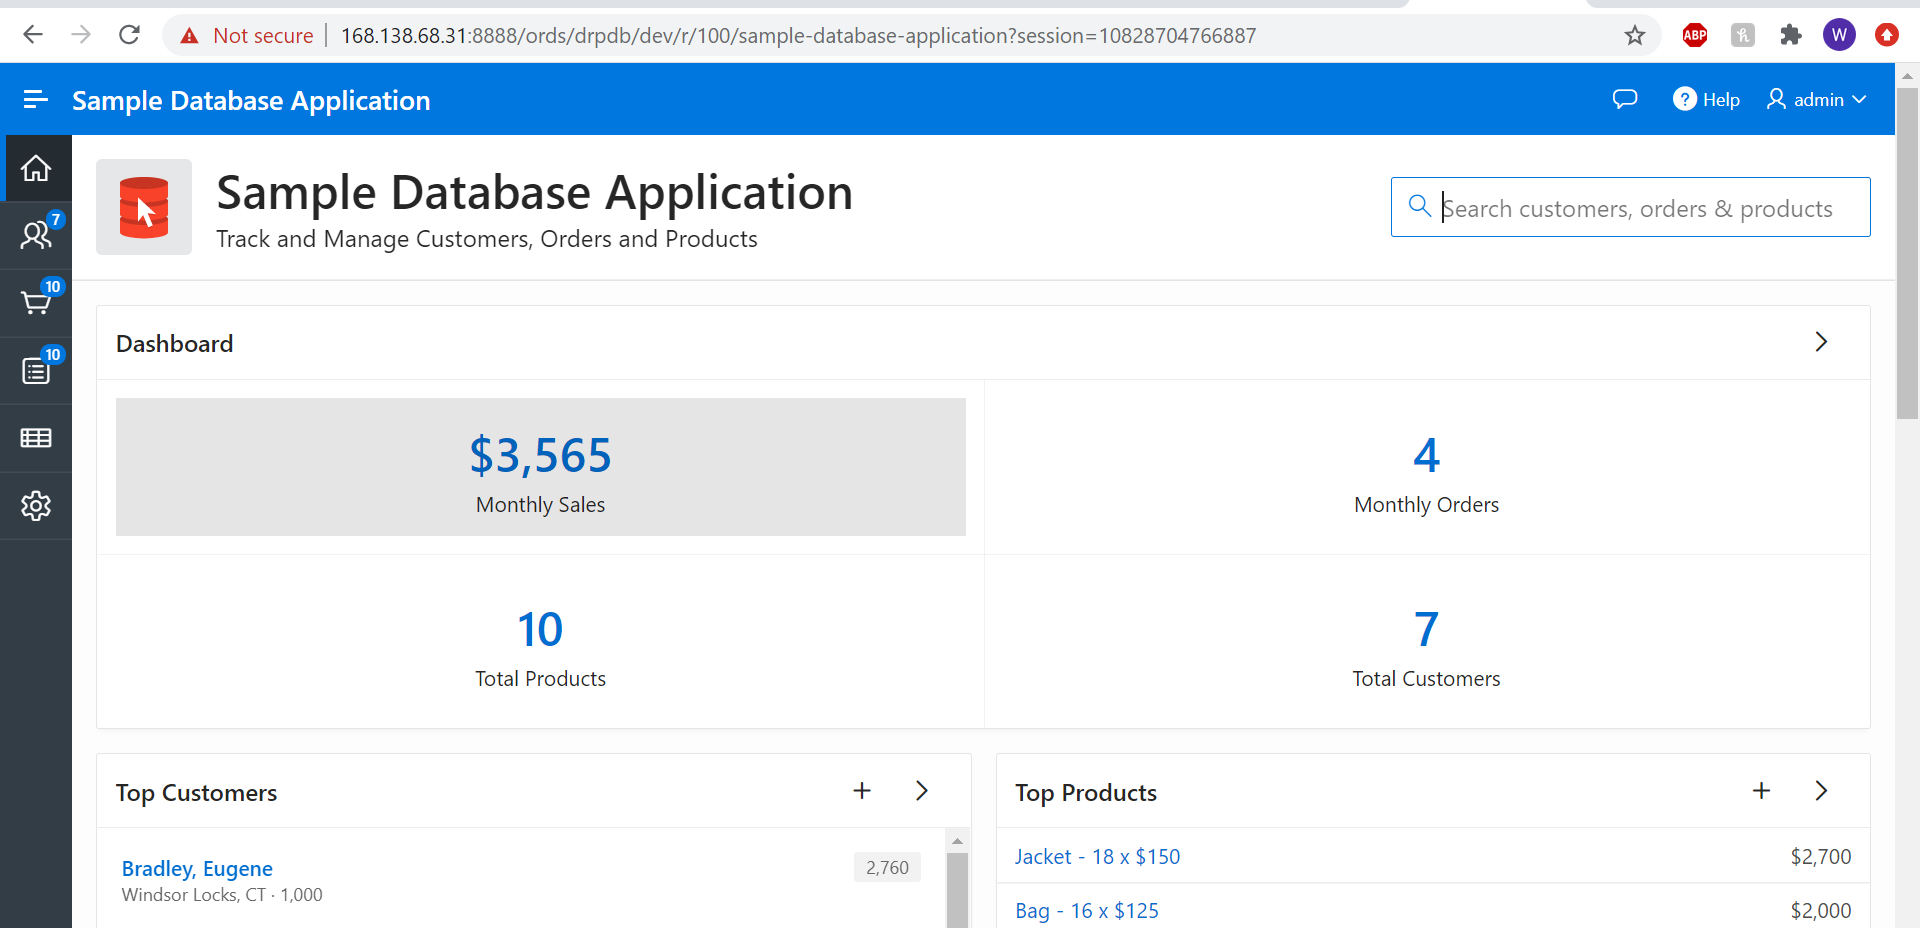 Not secure
168.138.68.31:8888/ords/drpdb/dev/r/100/sample-database-application?session=10828704766887
ABP
W
Sample Database Application
? Help
admin
7
10
10
Sample Database Application
Track and Manage Customers, Orders and Products
Search customers, orders & products
Dashboard
$3,565
Monthly Sales
4
Monthly Orders
10
Total Products
7
Total Customers
Top Customers
Bradley, Eugene
2,760
Windsor Locks, CT · 1,000
Top Products
Jacket - 18 x $150
$2,700
Bag - 16 x $125
$2,000